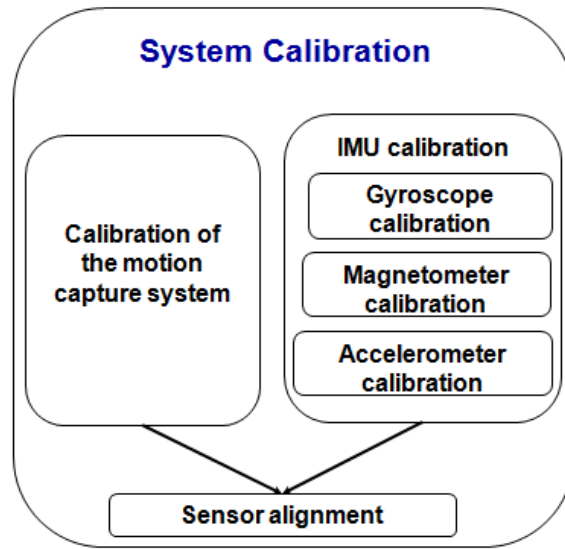 System Calibration
Calibration of
the motion
capture system
IMU calibration
Gyroscope
calibration
Magnetometer
calibration
Accelerometer
calibration
Sensor alignment